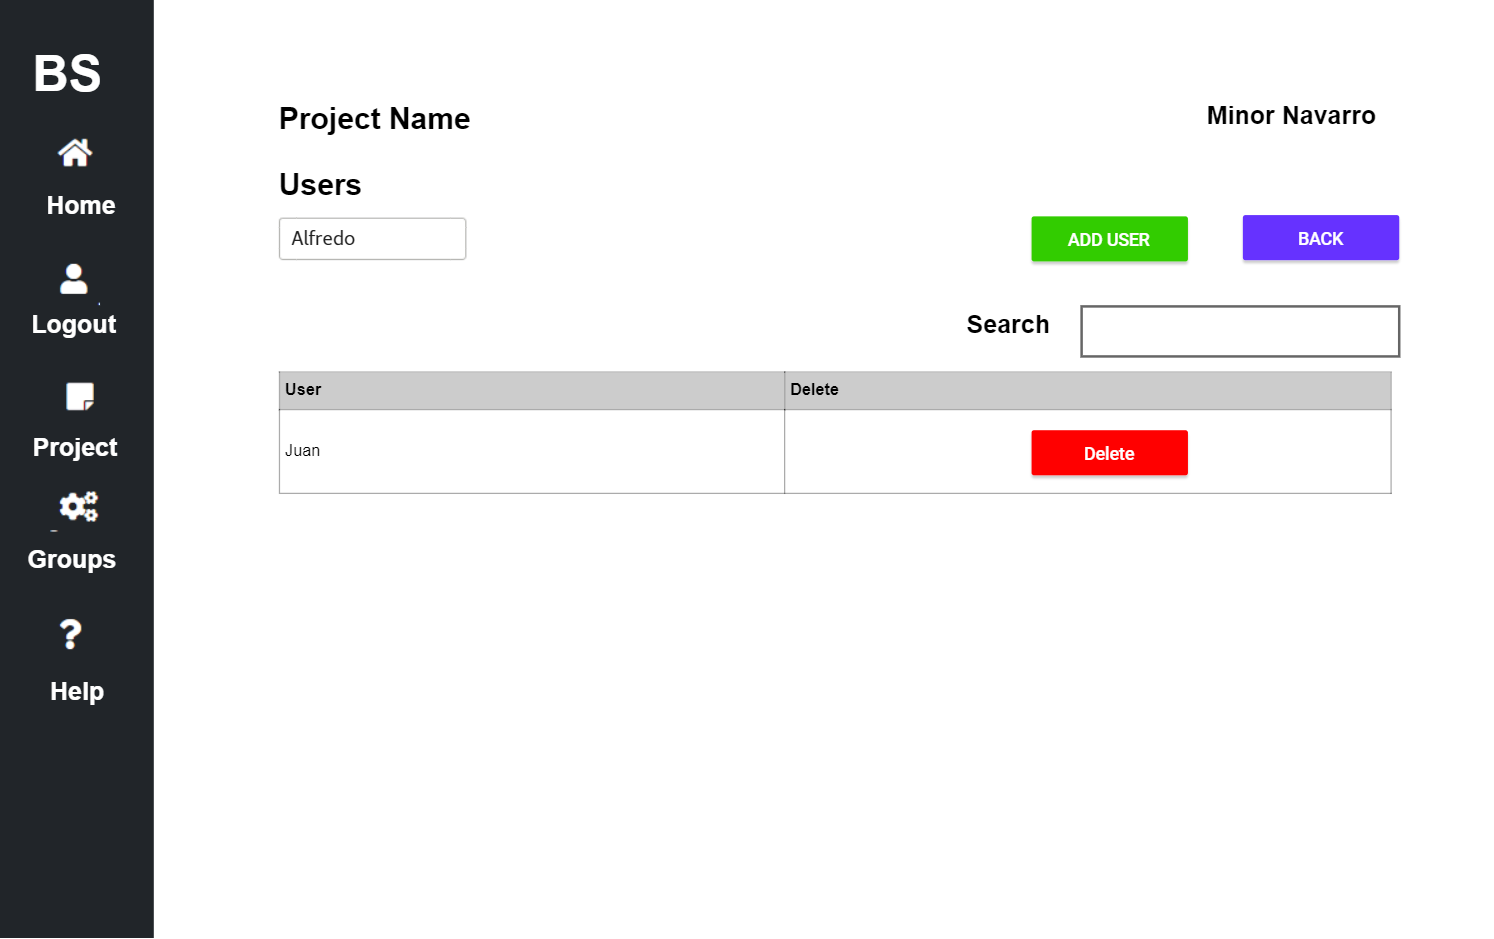 BS
Home
Logout
Project
Groups
Help
Project Name
Minor Navarro
Users
Alfredo
ADD USER
BACK
Search
User
Delete
Juan
Delete